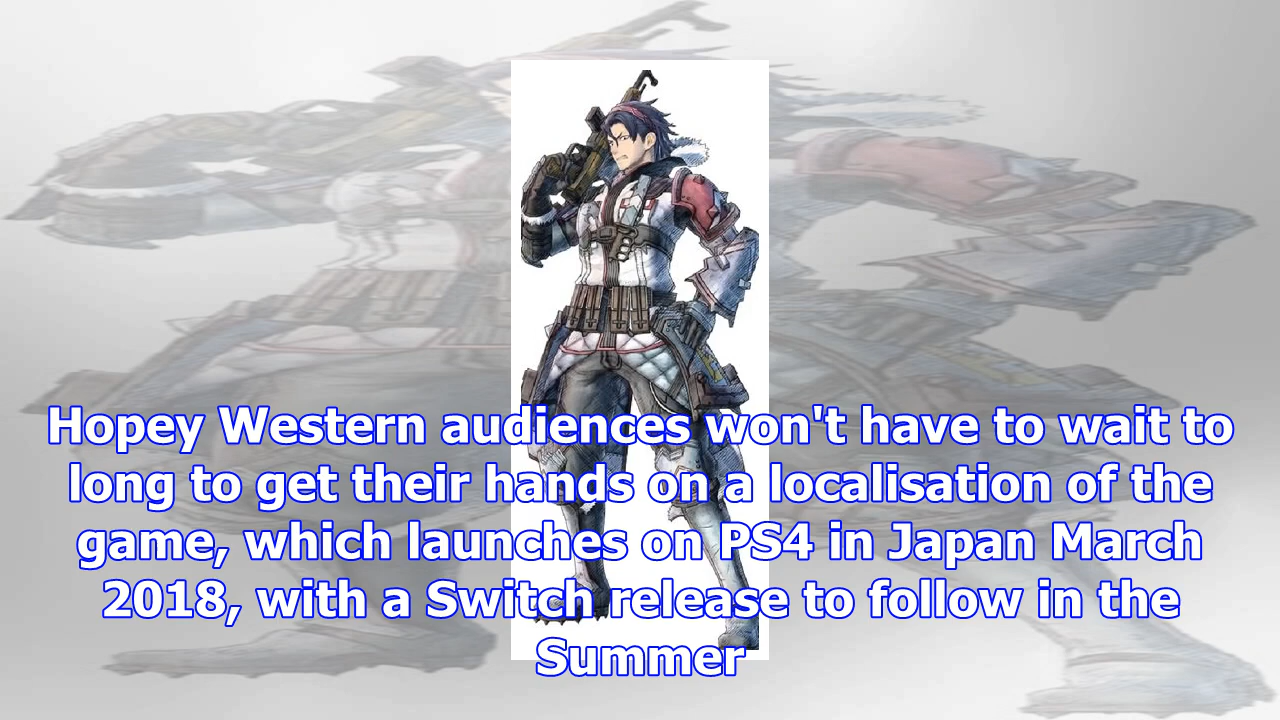 Hopey Western audiences won't have to wait to
long to get their hands on a localisation of the
game, which launches on PS4 in Japan March
2018, with a Switch release to follow in the
Summer